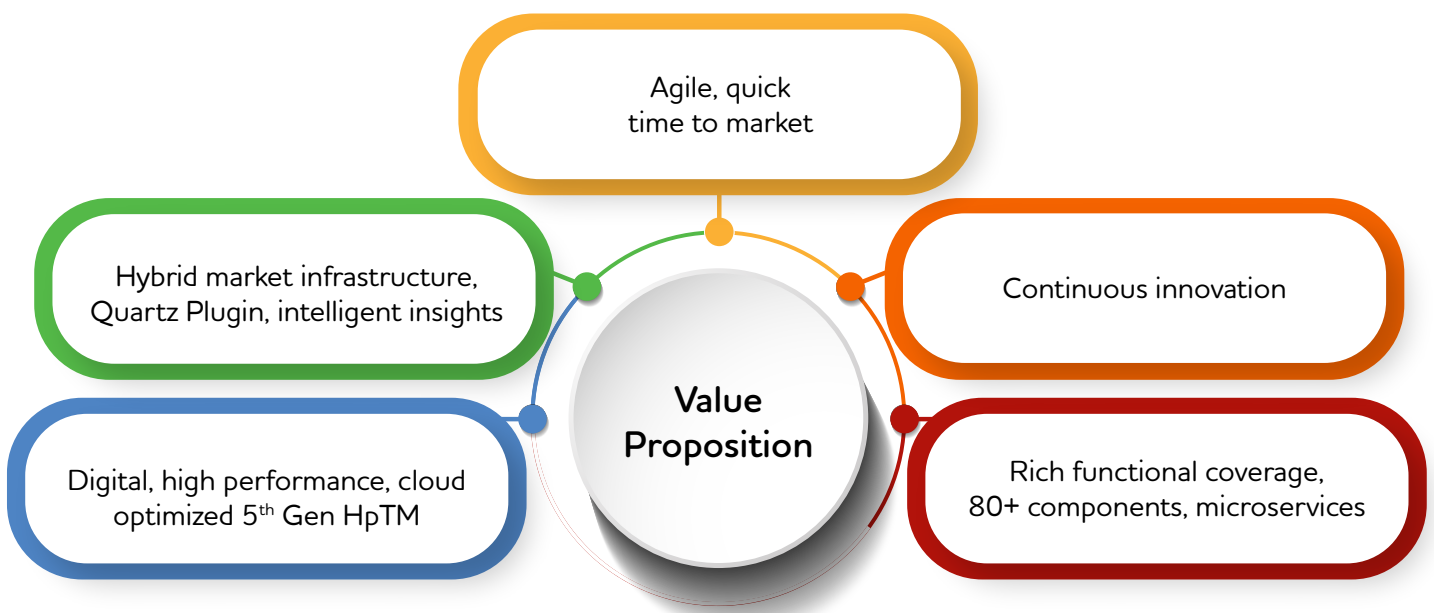 Agile, quick
time to market
Hybrid market infrastructure,
Quartz Plugin, intelligent insights
Continuous innovation
Value
Proposition
Digital, high performance, cloud
optimized 5th Gen HpTM
Rich functional coverage,
80+ components, microservices